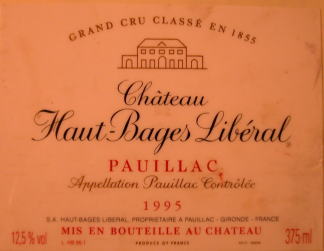 GRAND CRU CLASSÉ EN 1855
Château
Haut-Bages Libéral
PAUILLAC
Appellation Pauillac Contrôlée
1995
S.A. HAUT-BAGES LIBERAL, PROPRIETAIRE A PAUILLAC - GIRONDE - FRANCE
12,5 % vol MIS EN BOUTEILLE AU CHATEAU 375 ml
PRODUCE OF FRANCE